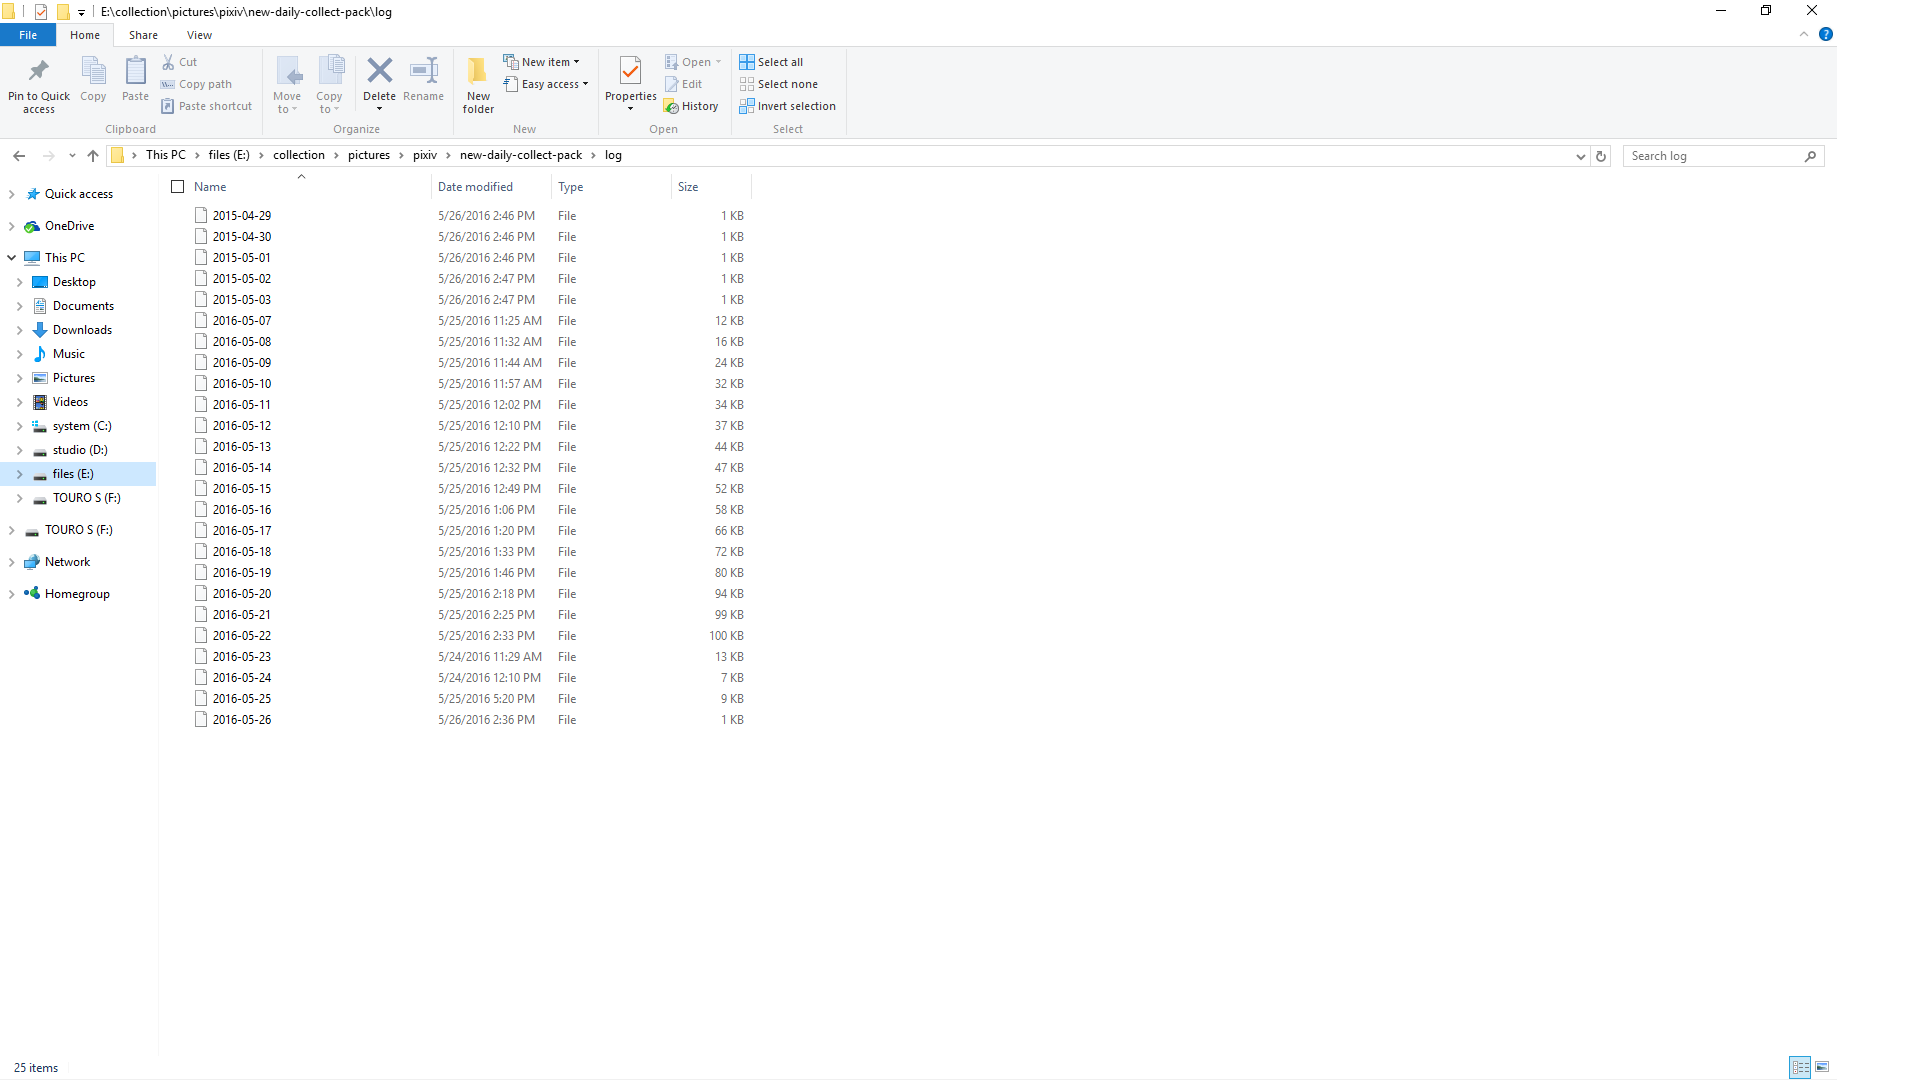 E:\collection\pictures\pixiv\new-daily-collect-pack\log
File Home Share View
Pin to Quick access
Copy
Paste
Cut
Copy path
Paste shortcut
Clipboard
Move to
Copy to
Delete
Rename
Organize
New folder
New item
Easy access
New
Properties
Open
Edit
History
Open
Select all
Select none
Invert selection
Select
This PC files (E:) collection pictures pixiv new-daily-collect-pack log
Search log
Quick access
OneDrive
This PC
Desktop
Documents
Downloads
Music
Pictures
Videos
system (C:)
studio (D:)
files (E:)
TOURO S (F:)
TOURO S (F:)
Network
Homegroup
Name Date modified Type Size
2015-04-29 5/26/2016 2:46 PM File 1 KB
2015-04-30 5/26/2016 2:46 PM File 1 KB
2015-05-01 5/26/2016 2:46 PM File 1 KB
2015-05-02 5/26/2016 2:47 PM File 1 KB
2015-05-03 5/26/2016 2:47 PM File 1 KB
2016-05-07 5/25/2016 11:25 AM File 12 KB
2016-05-08 5/25/2016 11:32 AM File 16 KB
2016-05-09 5/25/2016 11:44 AM File 24 KB
2016-05-10 5/25/2016 11:57 AM File 32 KB
2016-05-11 5/25/2016 12:02 PM File 34 KB
2016-05-12 5/25/2016 12:10 PM File 37 KB
2016-05-13 5/25/2016 12:22 PM File 44 KB
2016-05-14 5/25/2016 12:32 PM File 47 KB
2016-05-15 5/25/2016 12:49 PM File 52 KB
2016-05-16 5/25/2016 1:06 PM File 58 KB
2016-05-17 5/25/2016 1:20 PM File 66 KB
2016-05-18 5/25/2016 1:33 PM File 72 KB
2016-05-19 5/25/2016 1:46 PM File 80 KB
2016-05-20 5/25/2016 2:18 PM File 94 KB
2016-05-21 5/25/2016 2:25 PM File 99 KB
2016-05-22 5/25/2016 2:33 PM File 100 KB
2016-05-23 5/24/2016 11:29 AM File 13 KB
2016-05-24 5/24/2016 12:10 PM File 7 KB
2016-05-25 5/25/2016 5:20 PM File 9 KB
2016-05-26 5/26/2016 2:36 PM File 1 KB
25 items